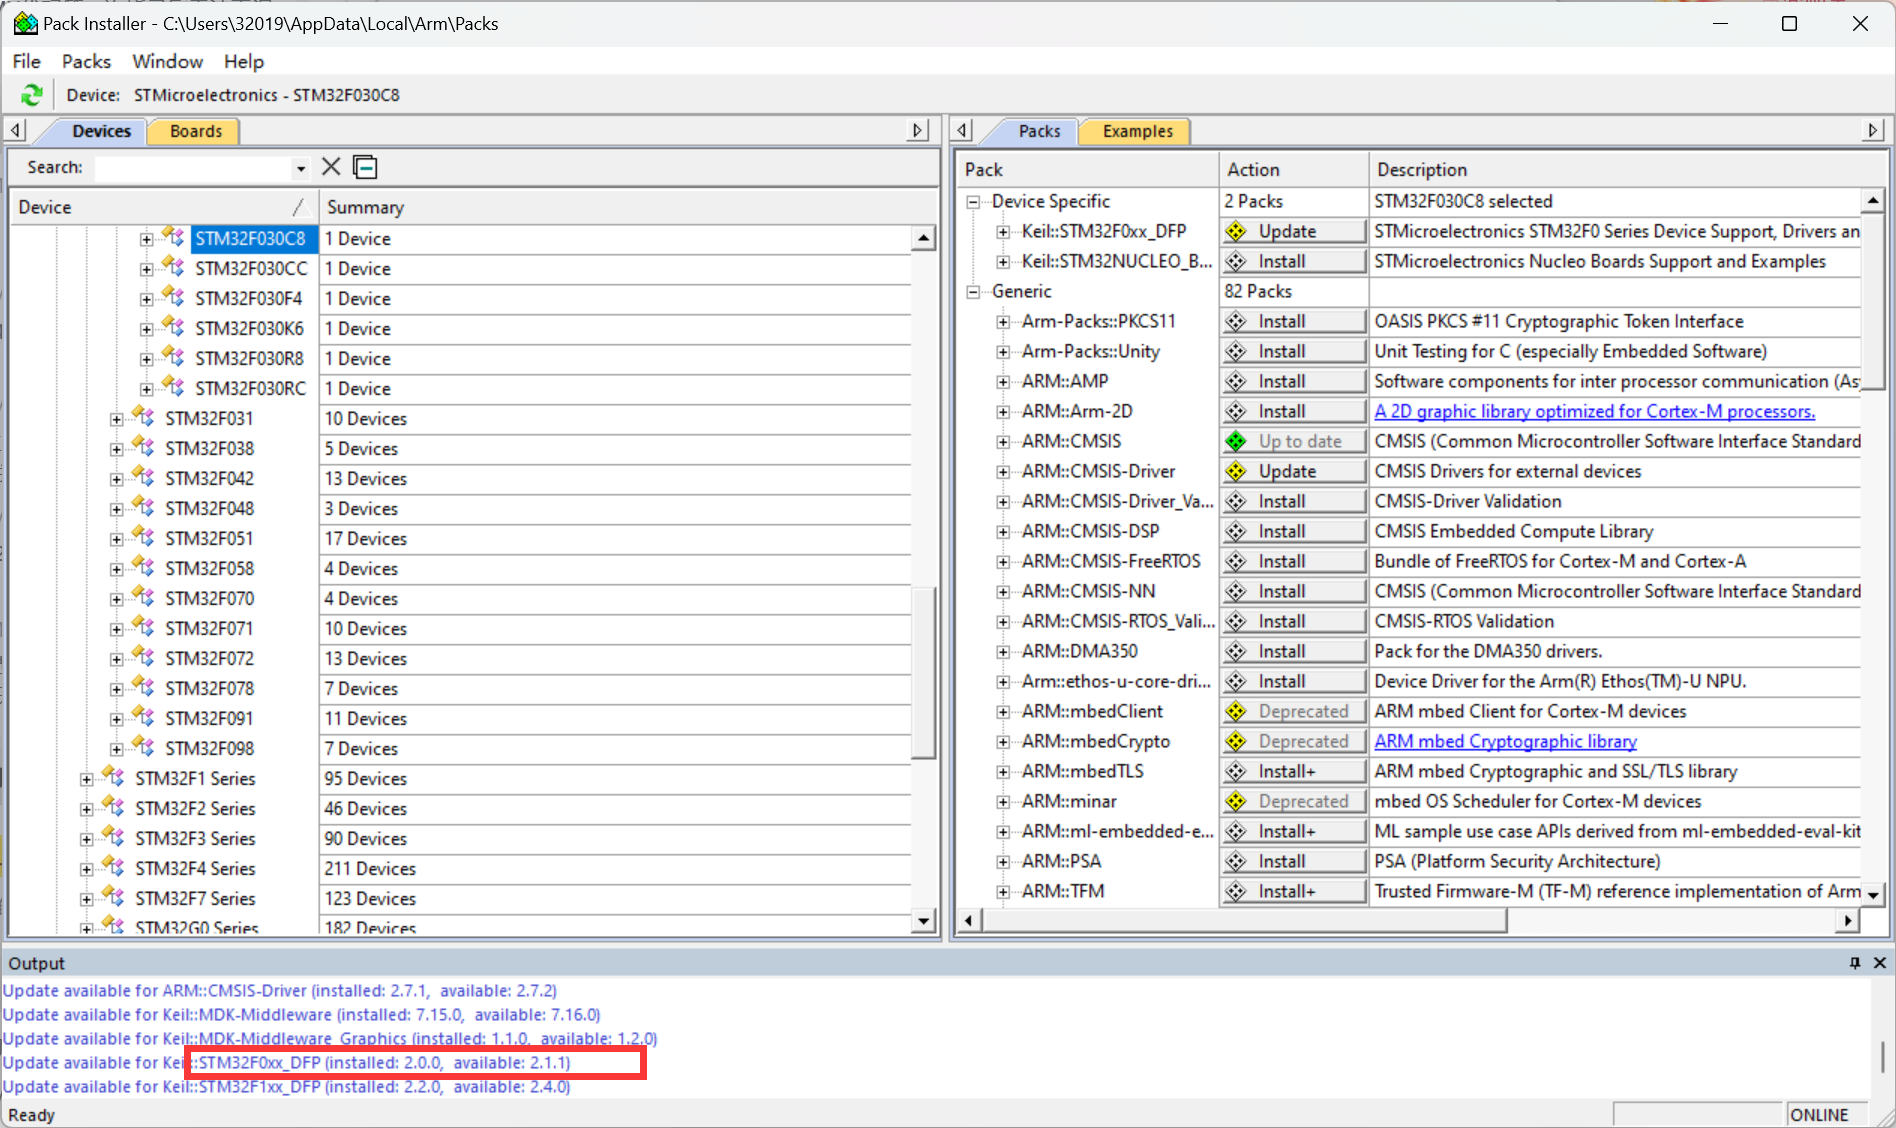 Pack Installer - C:\Users\32019\AppData\Local\Arm\Packs
File Packs Window Help
Device: STMicroelectronics - STM32F030C8
Devices Boards
Search:
Device Summary
STM32F030C8 1 Device
STM32F030CC 1 Device
STM32F030F4 1 Device
STM32F030K6 1 Device
STM32F030R8 1 Device
STM32F030RC 1 Device
STM32F031 10 Devices
STM32F038 5 Devices
STM32F042 13 Devices
STM32F048 3 Devices
STM32F051 17 Devices
STM32F058 4 Devices
STM32F070 4 Devices
STM32F071 10 Devices
STM32F072 13 Devices
STM32F078 7 Devices
STM32F091 11 Devices
STM32F098 7 Devices
STM32F1 Series 95 Devices
STM32F2 Series 46 Devices
STM32F3 Series 90 Devices
STM32F4 Series 211 Devices
STM32F7 Series 123 Devices
STM32G0 Series 182 Devices
Packs Examples
Pack Action Description
Device Specific 2 Packs STM32F030C8 selected
Keil::STM32F0xx_DFP Update STMicroelectronics STM32F0 Series Device Support, Drivers an
Keil::STM32NUCLEO_B... Install STMicroelectronics Nucleo Boards Support and Examples
Generic 82 Packs
Arm-Packs::PKCS11 Install OASIS PKCS #11 Cryptographic Token Interface
Arm-Packs::Unity Install Unit Testing for C (especially Embedded Software)
ARM::AMP Install Software components for inter processor communication (As
ARM::Arm-2D Install A 2D graphic library optimized for Cortex-M processors.
ARM::CMSIS Up to date CMSIS (Common Microcontroller Software Interface Standard
ARM::CMSIS-Driver Update CMSIS Drivers for external devices
ARM::CMSIS-Driver_Va... Install CMSIS-Driver Validation
ARM::CMSIS-DSP Install CMSIS Embedded Compute Library
ARM::CMSIS-FreeRTOS Install Bundle of FreeRTOS for Cortex-M and Cortex-A
ARM::CMSIS-NN Install CMSIS (Common Microcontroller Software Interface Standard
ARM::CMSIS-RTOS_Vali... Install CMSIS-RTOS Validation
ARM::DMA350 Install Pack for the DMA350 drivers.
Arm::ethos-u-core-dri... Install Device Driver for the Arm(R) Ethos(TM)-U NPU.
ARM::mbedClient Deprecated ARM mbed Client for Cortex-M devices
ARM::mbedCrypto Deprecated ARM mbed Cryptographic library
ARM::mbedTLS Install+ ARM mbed Cryptographic and SSL/TLS library
ARM::minar Deprecated mbed OS Scheduler for Cortex-M devices
ARM::ml-embedded-e... Install+ ML sample use case APIs derived from ml-embedded-eval-kit
ARM::PSA Install PSA (Platform Security Architecture)
ARM::TFM Install+ Trusted Firmware-M (TF-M) reference implementation of Arm
Output
Update available for ARM::CMSIS-Driver (installed: 2.7.1, available: 2.7.2)
Update available for Keil::MDK-Middleware (installed: 7.15.0, available: 7.16.0)
Update available for Keil::MDK-Middleware_Graphics (installed: 1.1.0, available: 1.2.0)
Update available for Keil::STM32F0xx_DFP (installed: 2.0.0, available: 2.1.1)
Update available for Keil::STM32F1xx_DFP (installed: 2.2.0, available: 2.4.0)
Ready ONLINE